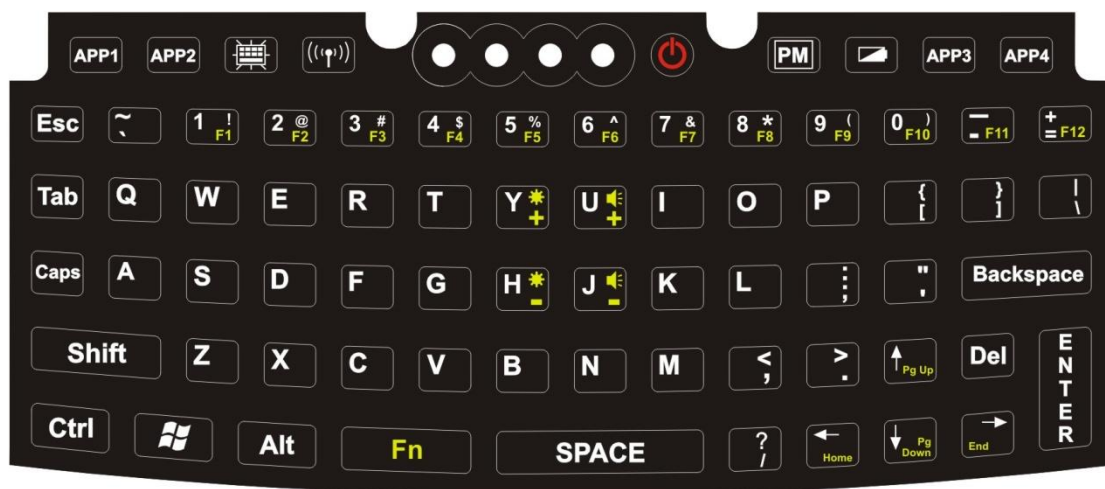 APP1 APP2 PM APP3 APP4
Esc ~ ` 1 ! F1 2 @ F2 3 # F3 4 $ F4 5 % F5 6 ^ F6 7 & F7 8 * F8 9 ( F9 0 ) F10 — - F11 + = F12
Tab Q W E R T Y + U + I O P { [ } ] | \
Caps A S D F G H - J - K L : ; " ' Backspace
Shift Z X C V B N M < , > . Pg Up Del ENTER
Ctrl Alt Fn SPACE ? / Home Pg Down End